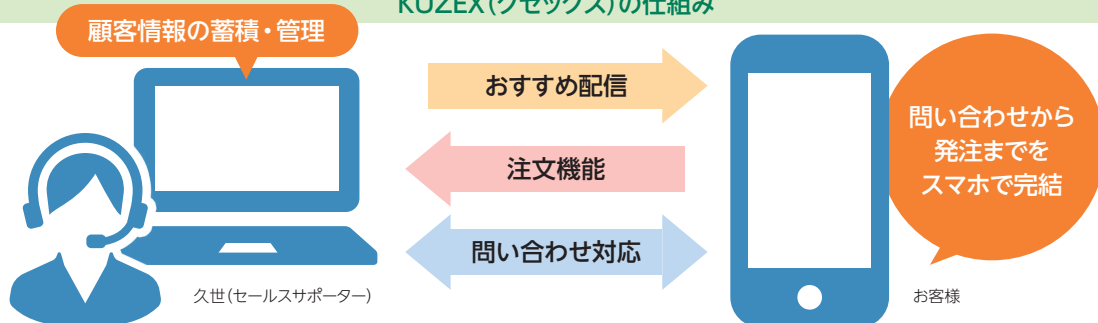 KUZEX(クゼックス)の仕組み
顧客情報の蓄積・管理
おすすめ配信
注文機能
問い合わせ対応
問い合わせから
発注までを
スマホで完結
久世(セールスサポーター)
お客様